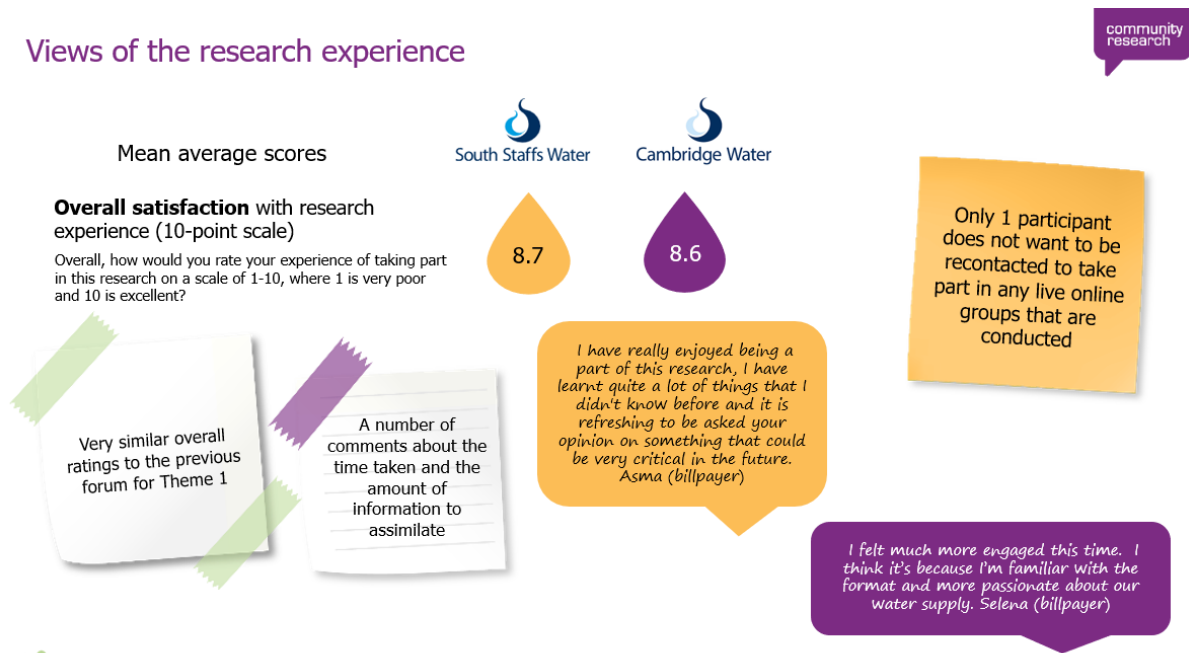 community
research
Views of the research experience
Mean average scores
South Staffs Water
Cambridge Water
Overall satisfaction with research
experience (10-point scale)
Overall, how would you rate your experience of taking part
in this research on a scale of 1-10, where 1 is very poor
and 10 is excellent?
8.7
8.6
Only 1 participant
does not want to be
recontacted to take
part in any live online
groups that are
conducted
Very similar overall
ratings to the previous
forum for Theme 1
A number of
comments about the
time taken and the
amount of
information to
assimilate
I have really enjoyed being a
part of this research, I have
learnt quite a lot of things that I
didn't know before and it is
refreshing to be asked your
opinion on something that could
be very critical in the future.
Asma (billpayer)
I felt much more engaged this time.  I
think it's because I'm familiar with the
format and more passionate about our
water supply. Selena (billpayer)